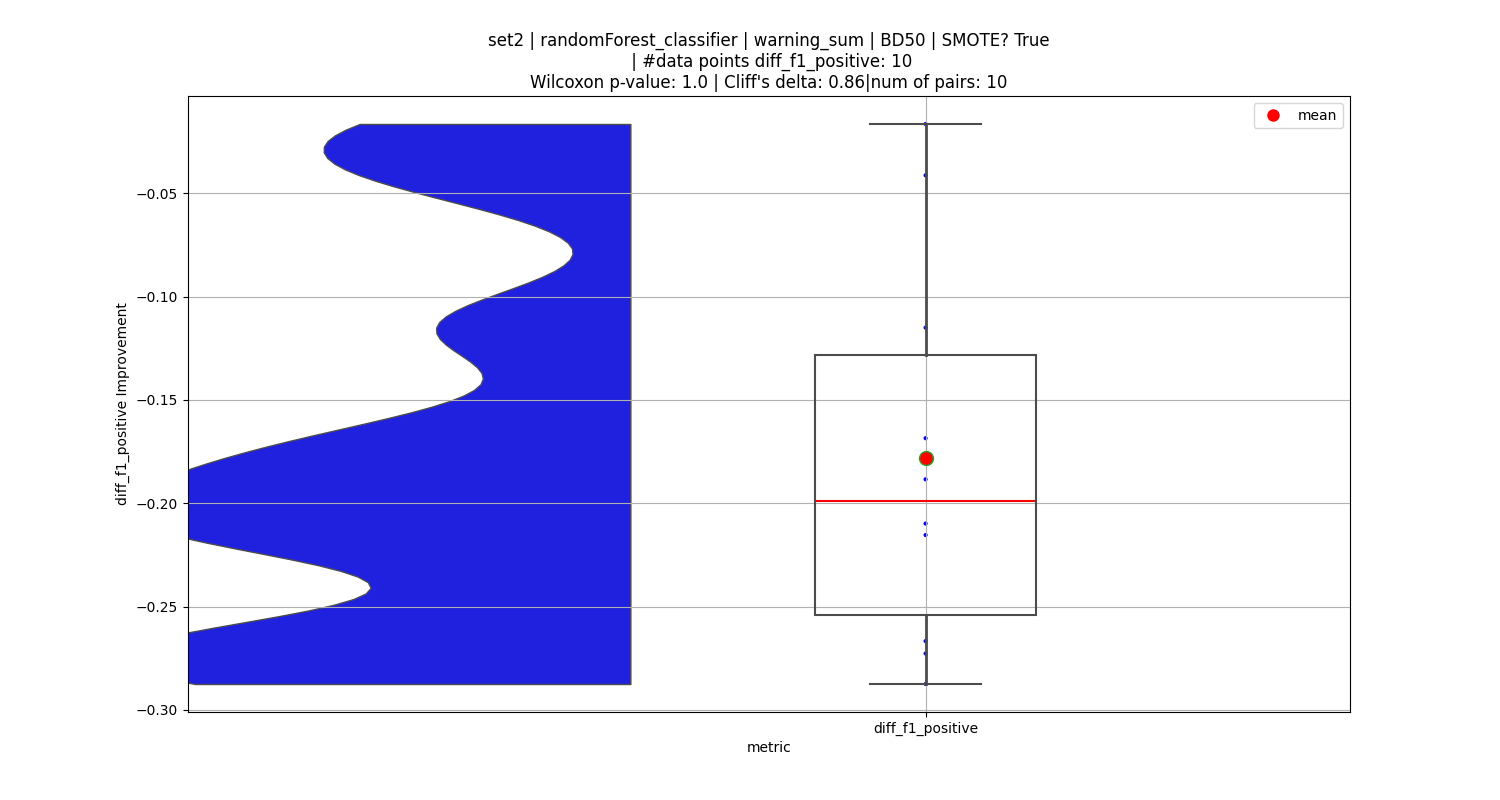 set2 | randomForest_classifier | warning_sum | BD50 | SMOTE? True
| #data points diff_f1_positive: 10
Wilcoxon p-value: 1.0 | Cliff's delta: 0.86|num of pairs: 10
mean
−0.05
−0.10
−0.15
−0.20
−0.25
−0.30
diff_f1_positive Improvement
diff_f1_positive
metric